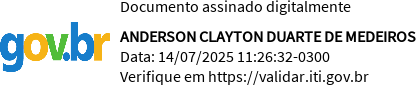 Documento assinado digitalmente
gov.br
ANDERSON CLAYTON DUARTE DE MEDEIROS
Data: 14/07/2025 11:26:32-0300
Verifique em https://validar.iti.gov.br